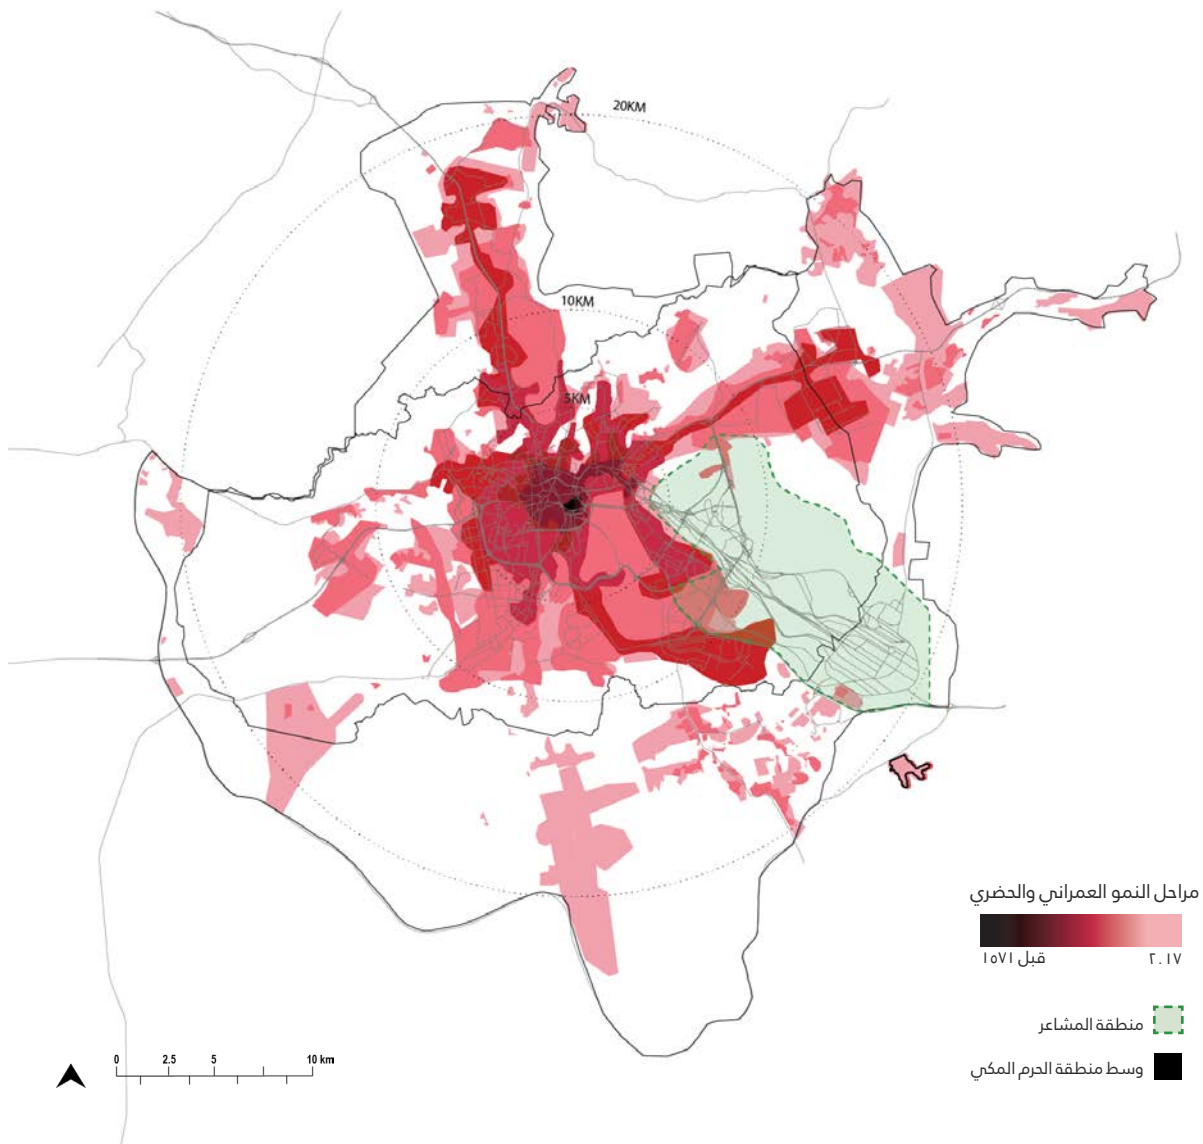 20KM
10KM
5KM
مراحل النمو العمراني والحضري
قبل ١٥٧١
٢٠١٧
منطقة المشاعر
وسط منطقة الحرم المكي
0 2.5 5 10 km